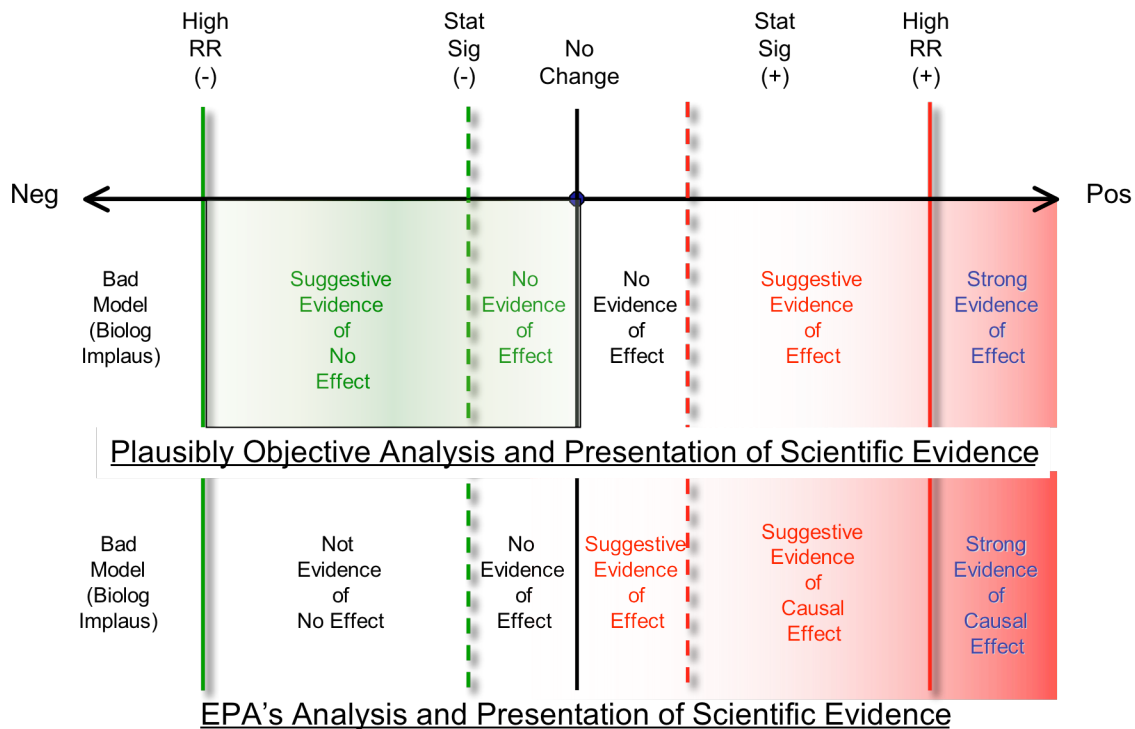 High
RR
(-)
Stat
Sig
(-)
No
Change
Stat
Sig
(+)
High
RR
(+)
Neg
Pos
Bad
Model
(Biolog
Implaus)
Suggestive
Evidence
of
No
Effect
No
Evidence
of
Effect
No
Evidence
of
Effect
Suggestive
Evidence
of
Effect
Strong
Evidence
of
Effect
Plausibly Objective Analysis and Presentation of Scientific Evidence
Bad
Model
(Biolog
Implaus)
Not
Evidence
of
No Effect
No
Evidence
of
Effect
Suggestive
Evidence
of
Effect
Suggestive
Evidence
of
Causal
Effect
Strong
Evidence
of
Causal
Effect
EPA's Analysis and Presentation of Scientific Evidence